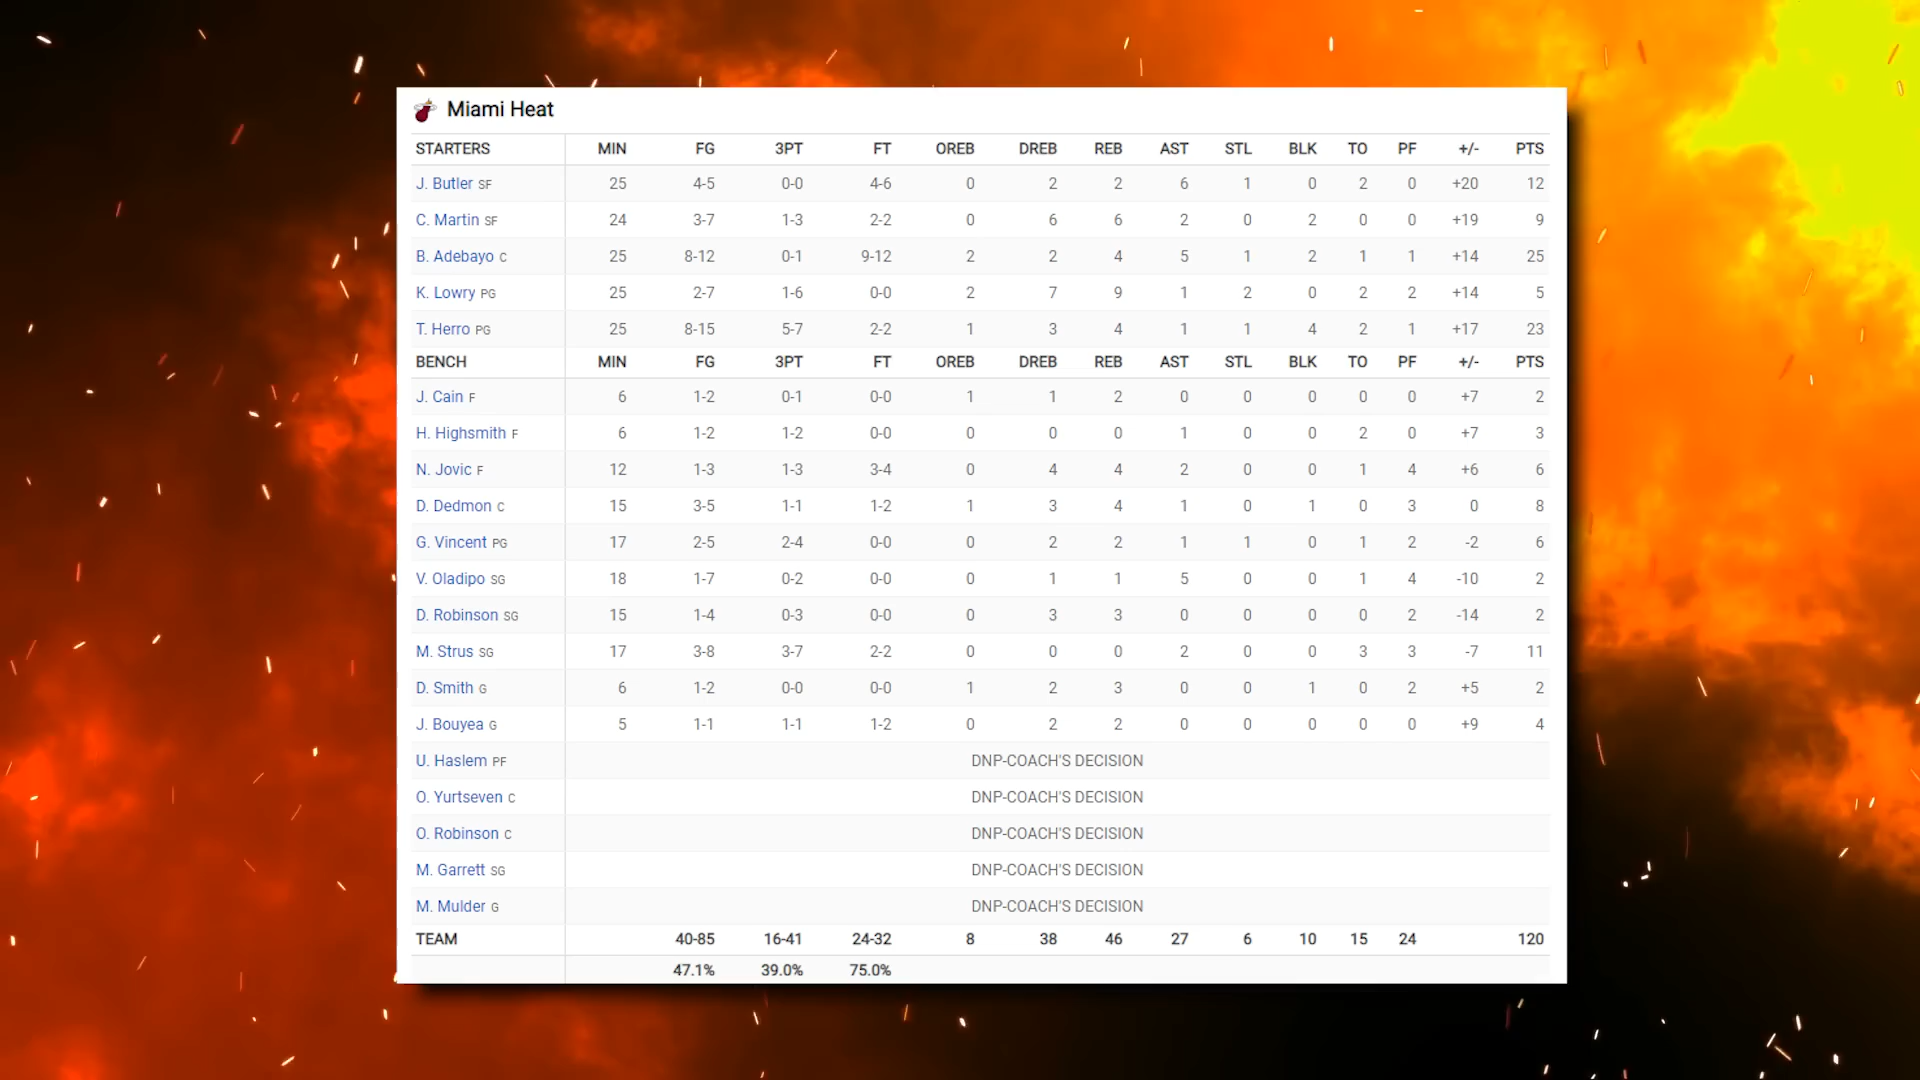 Miami Heat
STARTERS MIN FG 3PT FT OREB DREB REB AST STL BLK TO PF +/- PTS
J. Butler SF 25 4-5 0-0 4-6 0 2 2 6 1 0 2 0 +20 12
C. Martin SF 24 3-7 1-3 2-2 0 6 6 2 0 2 0 0 +19 9
B. Adebayo C 25 8-12 0-1 9-12 2 2 4 5 1 2 1 1 +14 25
K. Lowry PG 25 2-7 1-6 0-0 2 7 9 1 2 0 2 2 +14 5
T. Herro PG 25 8-15 5-7 2-2 1 3 4 1 1 4 2 1 +17 23
BENCH MIN FG 3PT FT OREB DREB REB AST STL BLK TO PF +/- PTS
J. Cain F 6 1-2 0-1 0-0 1 1 2 0 0 0 0 0 +7 2
H. Highsmith F 6 1-2 1-2 0-0 0 0 0 1 0 0 2 0 +7 3
N. Jovic F 12 1-3 1-3 3-4 0 4 4 2 0 0 1 4 +6 6
D. Dedmon C 15 3-5 1-1 1-2 1 3 4 1 0 1 0 3 0 8
G. Vincent PG 17 2-5 2-4 0-0 0 2 2 1 1 0 1 2 -2 6
V. Oladipo SG 18 1-7 0-2 0-0 0 1 1 5 0 0 1 4 -10 2
D. Robinson SG 15 1-4 0-3 0-0 0 3 3 0 0 0 0 2 -14 2
M. Strus SG 17 3-8 3-7 2-2 0 0 0 2 0 0 3 3 -7 11
D. Smith G 6 1-2 0-0 0-0 1 2 3 0 0 1 0 2 +5 2
J. Bouyea G 5 1-1 1-1 1-2 0 2 2 0 0 0 0 0 +9 4
U. Haslem PF DNP-COACH'S DECISION
O. Yurtseven C DNP-COACH'S DECISION
O. Robinson C DNP-COACH'S DECISION
M. Garrett SG DNP-COACH'S DECISION
M. Mulder G DNP-COACH'S DECISION
TEAM 40-85 16-41 24-32 8 38 46 27 6 10 15 24 120
47.1% 39.0% 75.0%